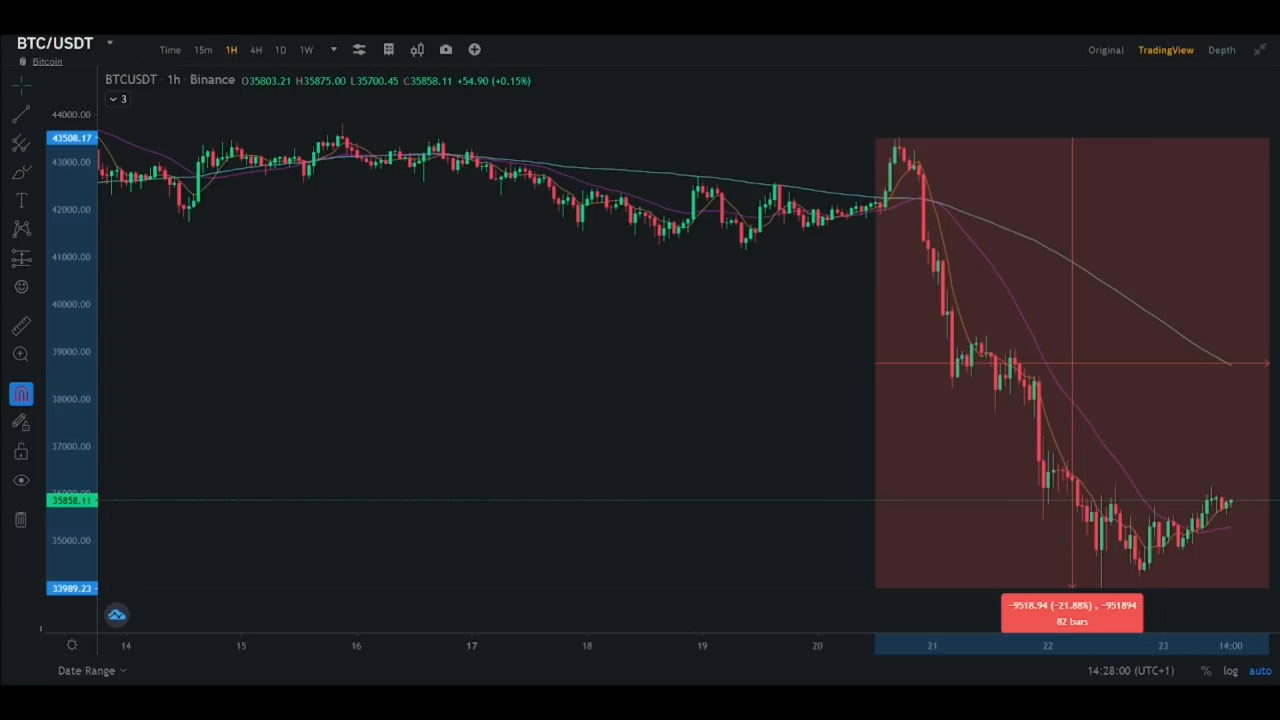 BTC/USDT
Bitcoin
Time 15m 1H 4H 1D 1W
Original TradingView Depth
BTCUSDT · 1h · Binance O35803.21 H35875.00 L35700.45 C35858.11 +54.90 (+0.15%)
3
44000.00
43508.17
43000.00
42000.00
41000.00
40000.00
39000.00
38000.00
37000.00
35858.11
35000.00
33989.23
-9518.94 (-21.88%) , -951894
82 bars
14 15 16 17 18 19 20 21 22 23 14:00
Date Range
14:28:00 (UTC+1) % log auto